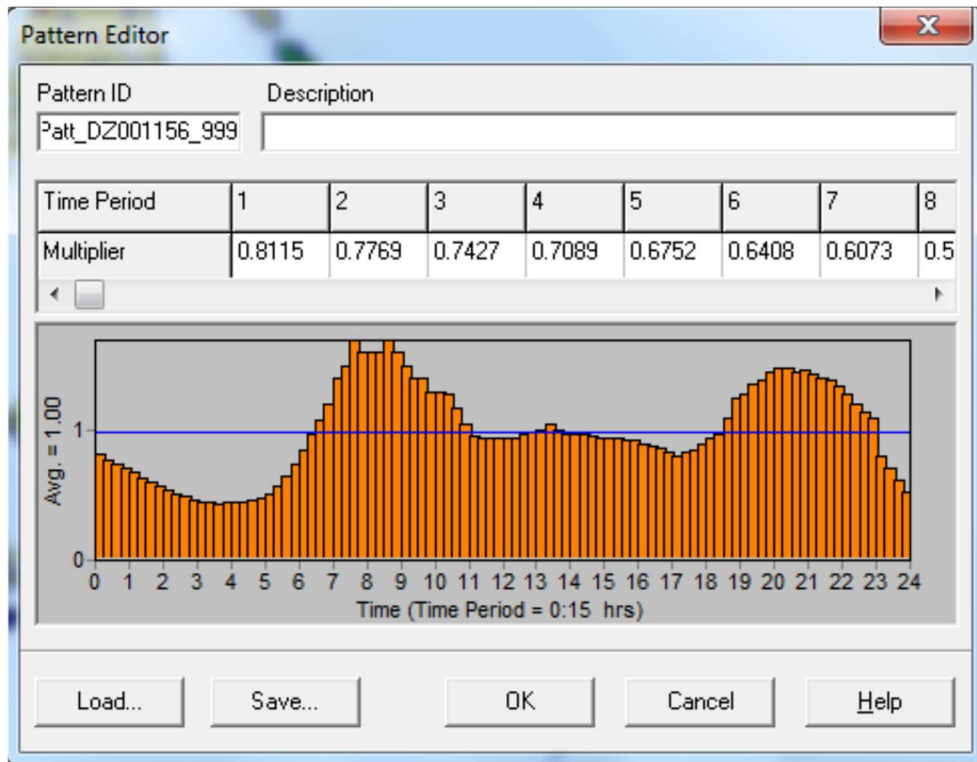 Pattern Editor
Pattern ID Description
Patt_DZ001156_999
Time Period 1 2 3 4 5 6 7 8
Multiplier 0.8115 0.7769 0.7427 0.7089 0.6752 0.6408 0.6073 0.5
Avg. = 1.00
1
0
0 1 2 3 4 5 6 7 8 9 10 11 12 13 14 15 16 17 18 19 20 21 22 23 24
Time (Time Period = 0:15 hrs)
Load... Save... OK Cancel Help